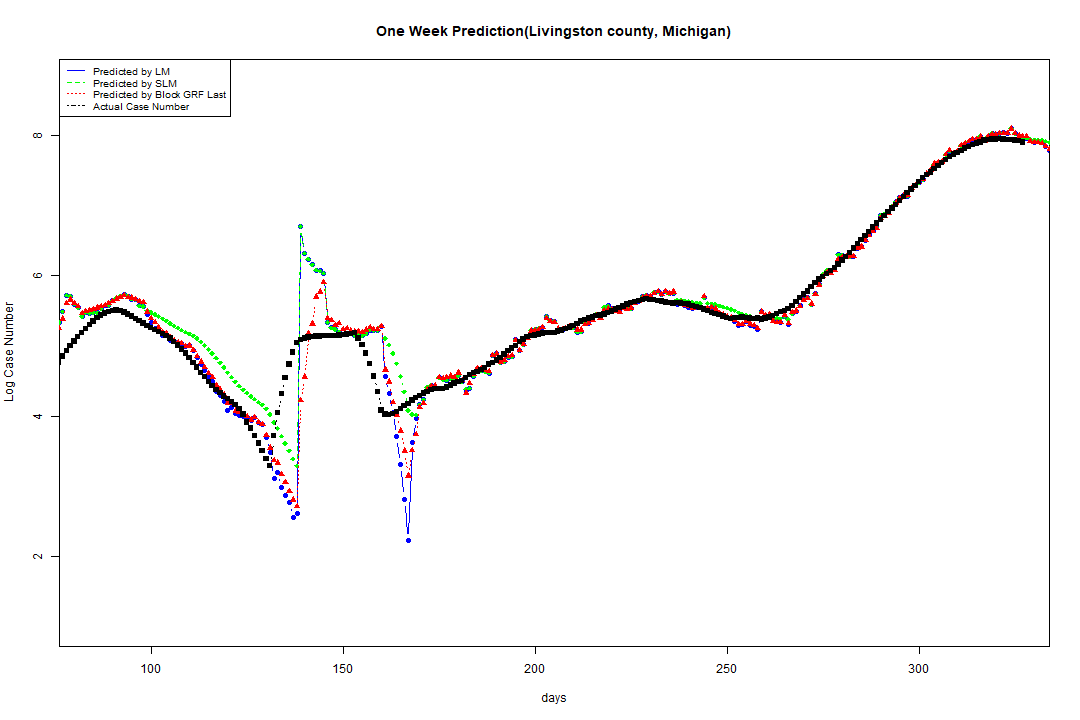 One Week Prediction(Livingston county, Michigan)
Predicted by LM
Predicted by SLM
Predicted by Block GRF Last
Actual Case Number
8
6
4
2
Log Case Number
100 150 200 250 300
days